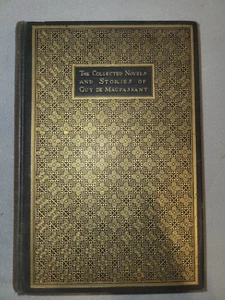 The Collected Novels
and Stories of
Guy de Maupassant